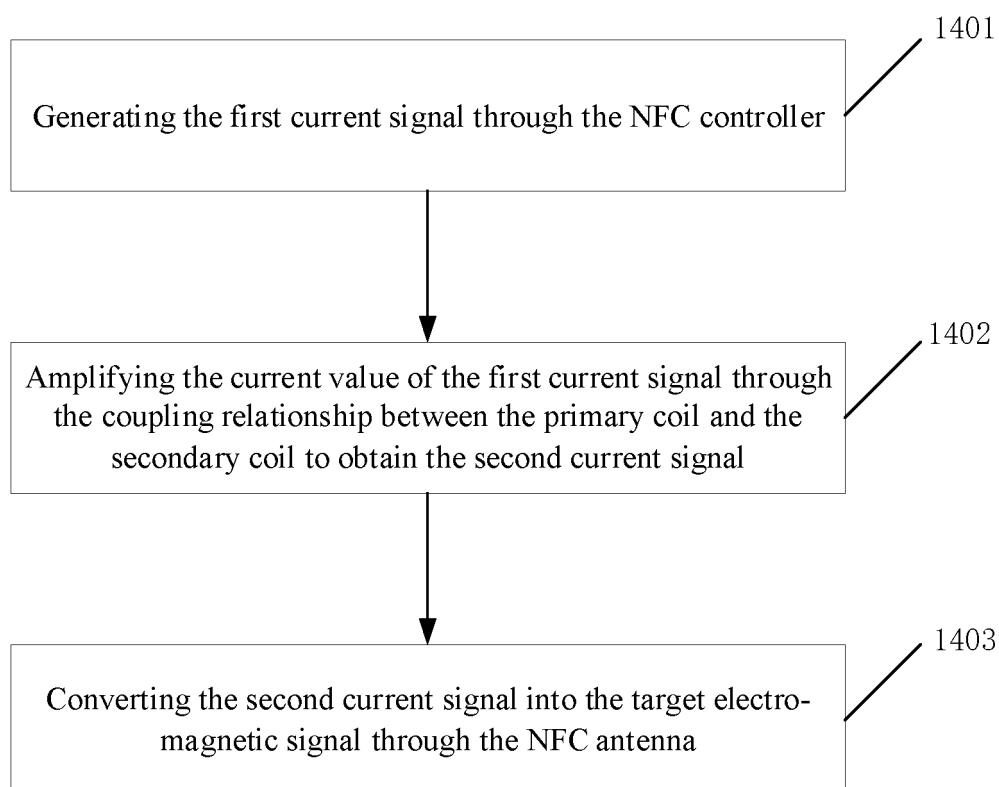 1401
Generating the first current signal through the NFC controller
1402
Amplifying the current value of the first current signal through
the coupling relationship between the primary coil and the
secondary coil to obtain the second current signal
1403
Converting the second current signal into the target electro-
magnetic signal through the NFC antenna